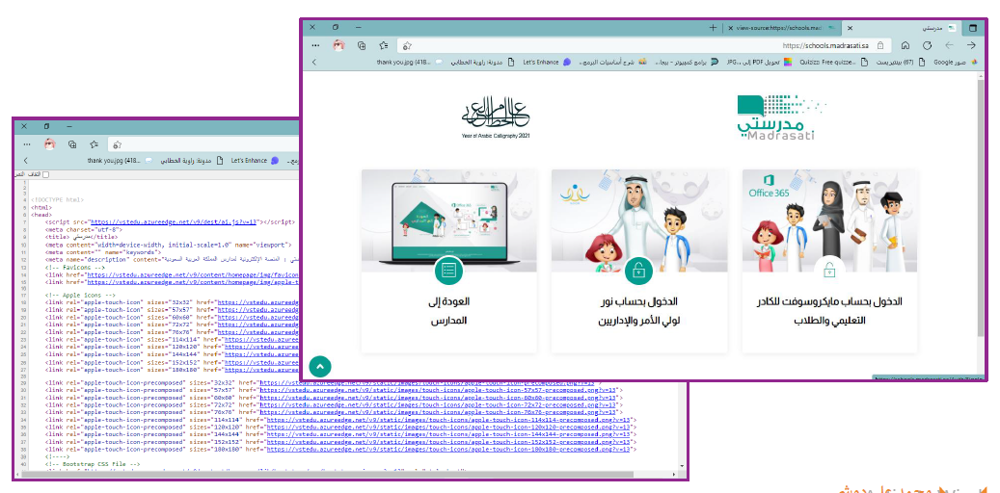 view-source:https://schools.mad
مدرستي
https://schools.madrasati.sa
thank you.jpg (418...
مدونة: راوية الخطابي
Let's Enhance
شرح أساسيات البرمج...
برامج كمبيوتر - بيجا...
تحويل PDF إلى JPG...
Quizizz: Free quizze...
(67) بينتيريست
صور Google
Year of Arabic Calligraphy 2021
مدرستي
Madrasati
Office 365
الدخول بحساب مايكروسوفت للكادر
التعليمي والطلاب
الدخول بحساب نور
لولي الأمر والإداريين
العودة إلى
المدارس
thank you.jpg (418...
مدونة: راوية الخطابي
Let's Enhance
التفاف
<!DOCTYPE html>
<html>
<head>
<script src="https://vstedu.azureedge.net/v9/dest/ai.js?v=13"></script>
<meta charset="utf-8">
<title>مدرستي</title>
<meta content="width=device-width, initial-scale=1.0" name="viewport">
<meta content="" name="keywords">
<meta name="description" content="
المنصة الإلكترونية لمدارس المملكة العربية السعودية
<!-- Favicons -->
<link href="https://vstedu.azureedge.net/v9/content/homepage/img/favicon
<link href="https://vstedu.azureedge.net/v9/content/homepage/img/apple-t
<!-- Apple icons -->
<link rel="apple-touch-icon" sizes="32x32" href="https://vstedu.azureedg
<link rel="apple-touch-icon" sizes="57x57" href="https://vstedu.azureedg
<link rel="apple-touch-icon" sizes="60x60" href="https://vstedu.azureedg
<link rel="apple-touch-icon" sizes="72x72" href="https://vstedu.azureedg
<link rel="apple-touch-icon" sizes="76x76" href="https://vstedu.azureedg
<link rel="apple-touch-icon" sizes="114x114" href="https://vstedu.azuree
<link rel="apple-touch-icon" sizes="120x120" href="https://vstedu.azuree
<link rel="apple-touch-icon" sizes="144x144" href="https://vstedu.azuree
<link rel="apple-touch-icon" sizes="152x152" href="https://vstedu.azuree
<link rel="apple-touch-icon" sizes="180x180" href="https://vstedu.azuree
<link rel="apple-touch-icon-precomposed" sizes="32x32" href="https://vstedu.azureedge.net/v9/static/images/touch-icons/apple-touch-icon-precomposed.png?v=13">
<link rel="apple-touch-icon-precomposed" sizes="57x57" href="https://vstedu.azureedge.net/v9/static/images/touch-icons/apple-touch-icon-57x57-precomposed.png?v=13">
<link rel="apple-touch-icon-precomposed" sizes="60x60" href="https://vstedu.azureedge.net/v9/static/images/touch-icons/apple-touch-icon-60x60-precomposed.png?v=13">
<link rel="apple-touch-icon-precomposed" sizes="72x72" href="https://vstedu.azureedge.net/v9/static/images/touch-icons/apple-touch-icon-72x72-precomposed.png?v=13">
<link rel="apple-touch-icon-precomposed" sizes="76x76" href="https://vstedu.azureedge.net/v9/static/images/touch-icons/apple-touch-icon-76x76-precomposed.png?v=13">
<link rel="apple-touch-icon-precomposed" sizes="114x114" href="https://vstedu.azureedge.net/v9/static/images/touch-icons/apple-touch-icon-114x114-precomposed.png?v=13">
<link rel="apple-touch-icon-precomposed" sizes="120x120" href="https://vstedu.azureedge.net/v9/static/images/touch-icons/apple-touch-icon-120x120-precomposed.png?v=13">
<link rel="apple-touch-icon-precomposed" sizes="144x144" href="https://vstedu.azureedge.net/v9/static/images/touch-icons/apple-touch-icon-144x144-precomposed.png?v=13">
<link rel="apple-touch-icon-precomposed" sizes="152x152" href="https://vstedu.azureedge.net/v9/static/images/touch-icons/apple-touch-icon-152x152-precomposed.png?v=13">
<link rel="apple-touch-icon-precomposed" sizes="180x180" href="https://vstedu.azureedge.net/v9/static/images/touch-icons/apple-touch-icon-180x180-precomposed.png?v=13">
<!---->
<!-- Bootstrap CSS File -->